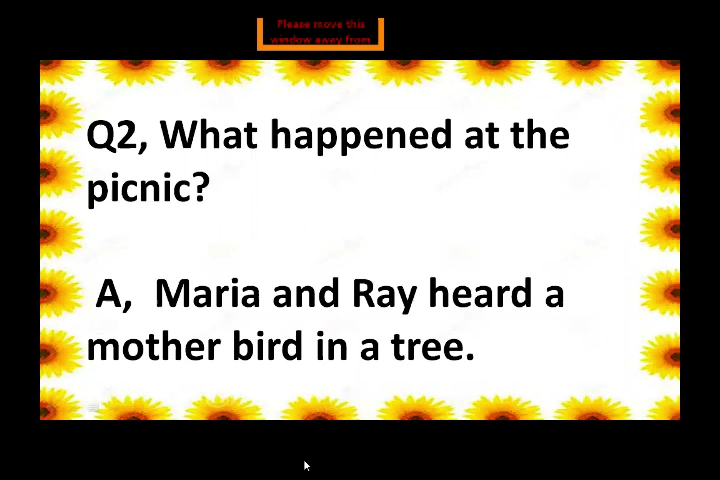 Please move this
window away from
Q2, What happened at the
picnic?
A, Maria and Ray heard a
mother bird in a tree.